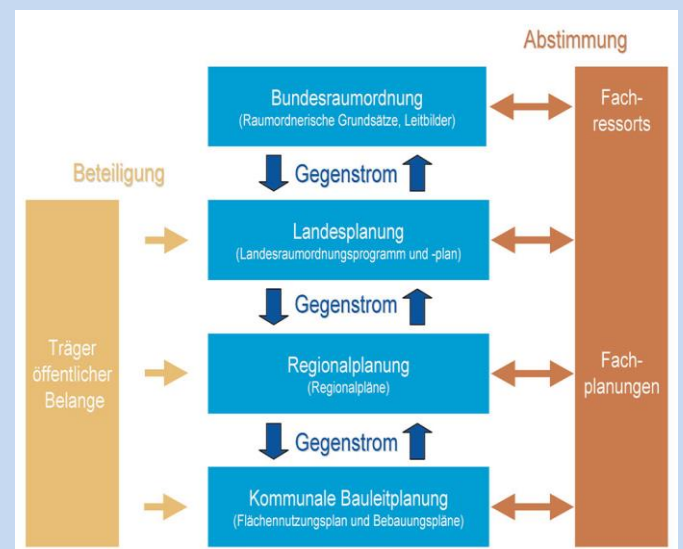 Abstimmung
Bundesraumordnung
(Raumordnerische Grundsätze, Leitbilder)
Fach-
ressorts
Beteiligung
Gegenstrom
Landesplanung
(Landesraumordnungsprogramm und -plan)
Gegenstrom
Träger
öffentlicher
Belange
Regionalplanung
(Regionalpläne)
Fach-
planungen
Gegenstrom
Kommunale Bauleitplanung
(Flächennutzungsplan und Bebauungspläne)